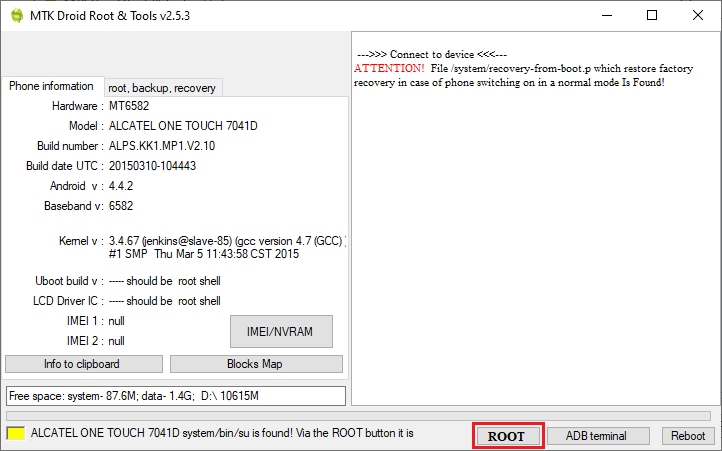 MTK Droid Root & Tools v2.5.3
Phone information
root, backup, recovery
Hardware : MT6582
Model : ALCATEL ONE TOUCH 7041D
Build number : ALPS.KK1.MP1.V2.10
Build date UTC : 20150310-104443
Android v : 4.4.2
Baseband v: 6582
Kernel v : 3.4.67 (jenkins@slave-85) (gcc version 4.7 (GCC) )
#1 SMP Thu Mar 5 11:43:58 CST 2015
Uboot build v : ----- should be root shell
LCD Driver IC : ----- should be root shell
IMEI 1 : null
IMEI 2 : null
IMEI/NVRAM
Info to clipboard
Blocks Map
Free space: system- 87.6M; data- 1.4G; D:\ 10615M
--->>> Connect to device <<<---
ATTENTION! File /system/recovery-from-boot.p which restore factory
recovery in case of phone switching on in a normal mode Is Found!
ALCATEL ONE TOUCH 7041D system/bin/su is found! Via the ROOT button it is
ROOT
ADB terminal
Reboot